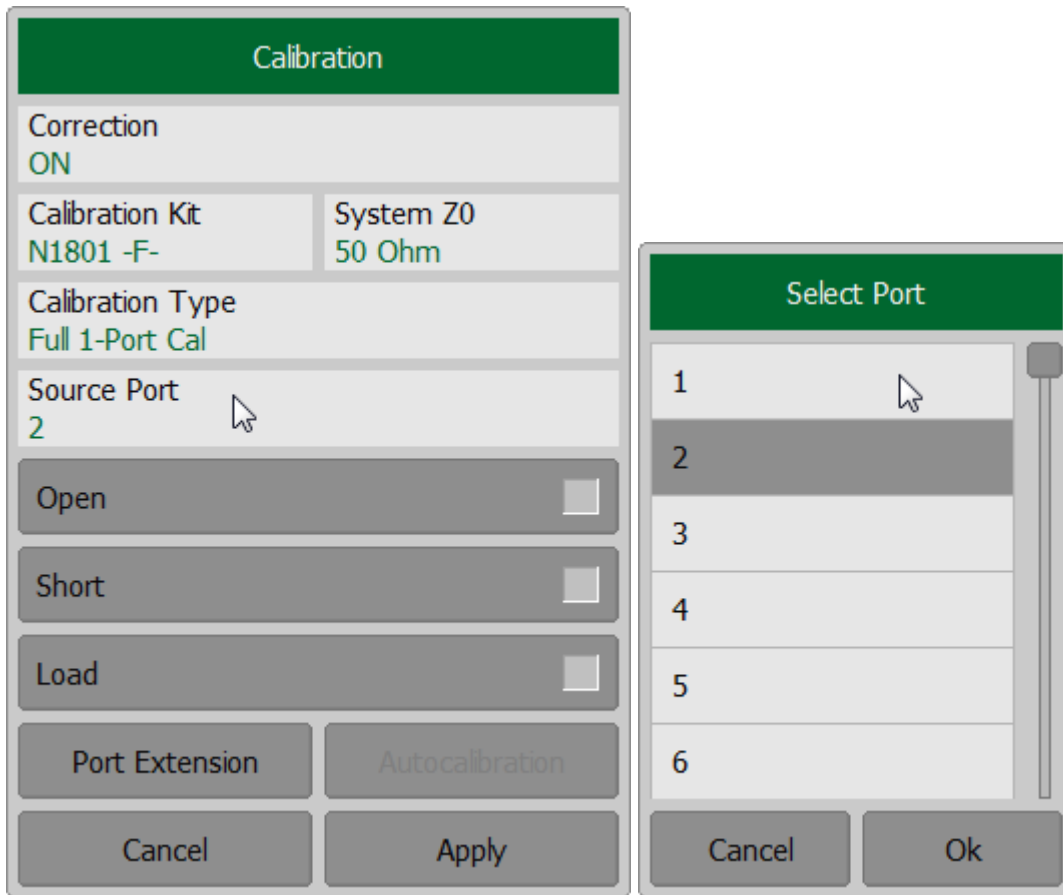 Calibration
Correction
ON
Calibration Kit
N1801 -F-
System Z0
50 Ohm
Calibration Type
Full 1-Port Cal
Source Port
2
Open
Short
Load
Port Extension
Autocalibration
Cancel
Apply
Select Port
1
2
3
4
5
6
Cancel
Ok